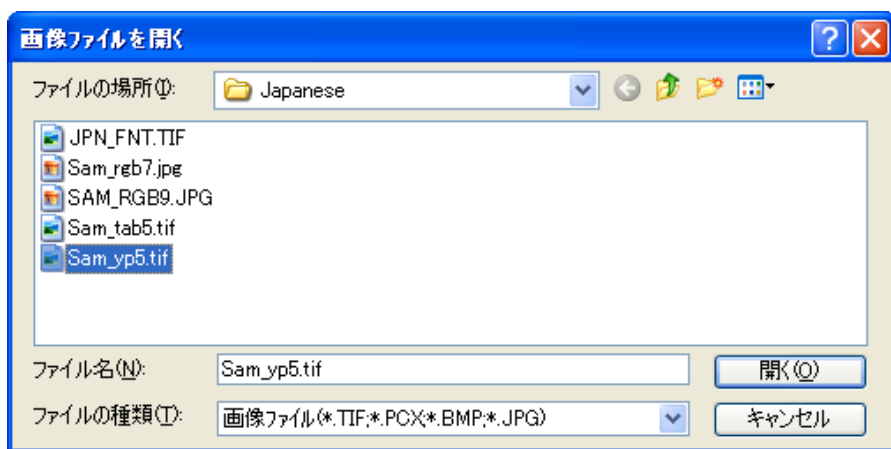 画像ファイルを開く
ファイルの場所(I): Japanese
JPN_FNT.TIF
Sam_rgb7.jpg
SAM_RGB9.JPG
Sam_tab5.tif
Sam_yp5.tif
ファイル名(N): Sam_yp5.tif 開く(O)
ファイルの種類(T): 画像ファイル(*.TIF;*.PCX;*.BMP;*.JPG) キャンセル